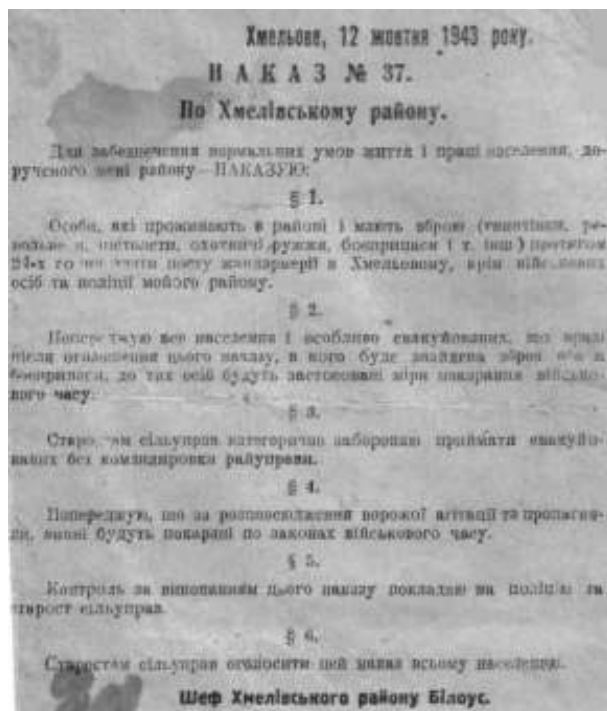 Хмельове, 12 жовтня 1943 року.
НАКАЗ № 37.
По Хмелівському району.
Для забезпечення нормальних умов життя і праці населення, до-
рученого мені району—НАКАЗУЮ:
§ 1.
Особи, які проживають в районі і мають зброю (гвинтівки, ре-
пістолети, охотничі ружжя, боєприпаси і т. інш) протягом
24-х здати посту жандармерії в Хмельовому, крім військових
осіб та поліції мойого району.
§ 2.
все населення і особливо евакуйованих, що
після оголошення цього наказу, в кого буде знайдена зброя
боєприпаси, до тих осіб будуть застосовані міри покарання військо-
вого часу.
§ 3.
Старостам сільуправ категорично забороняю приймати евакуйо-
ваних без командировки райуправи.
§ 4.
Попереджую, що за розповсюдження ворожої агітації та пропаган-
ди, винні будуть покарані по законах військового часу.
§ 5.
Контроль за виконанням цього наказу покладаю на поліцію та
старост сільуправ.
§ 6.
Старостам сільуправ оголосити цей наказ всьому населенню.
Шеф Хмелівського району Білоус.